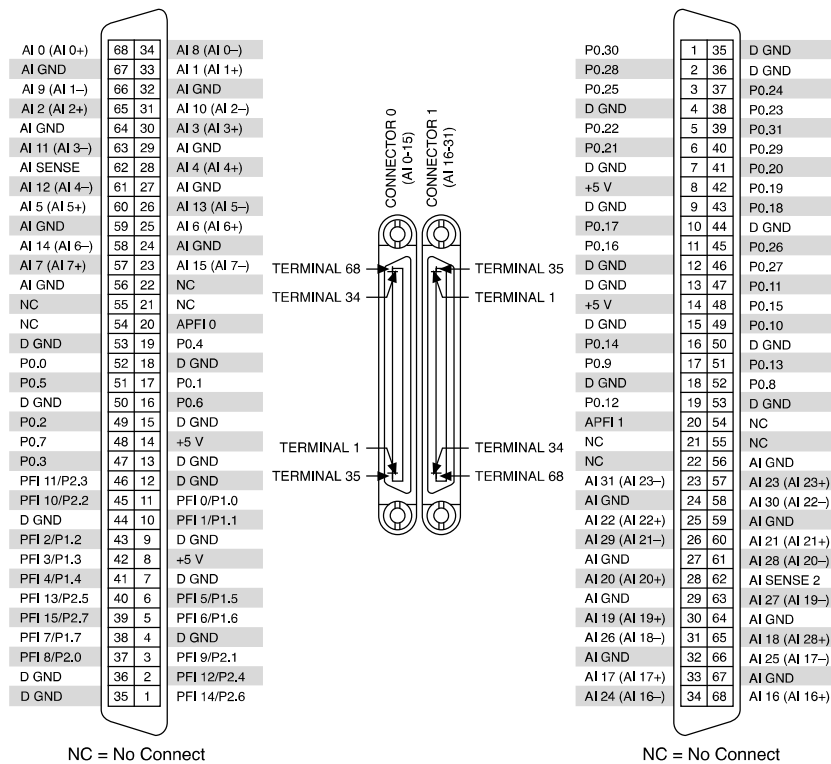 AI 0 (AI 0+) 68 34 AI 8 (AI 0–)
AI GND 67 33 AI 1 (AI 1+)
AI 9 (AI 1–) 66 32 AI GND
AI 2 (AI 2+) 65 31 AI 10 (AI 2–)
AI GND 64 30 AI 3 (AI 3+)
AI 11 (AI 3–) 63 29 AI GND
AI SENSE 62 28 AI 4 (AI 4+)
AI 12 (AI 4–) 61 27 AI GND
AI 5 (AI 5+) 60 26 AI 13 (AI 5–)
AI GND 59 25 AI 6 (AI 6+)
AI 14 (AI 6–) 58 24 AI GND
AI 7 (AI 7+) 57 23 AI 15 (AI 7–)
AI GND 56 22 NC
NC 55 21 NC
NC 54 20 APFI 0
D GND 53 19 P0.4
P0.0 52 18 D GND
P0.5 51 17 P0.1
D GND 50 16 P0.6
P0.2 49 15 D GND
P0.7 48 14 +5 V
P0.3 47 13 D GND
PFI 11/P2.3 46 12 D GND
PFI 10/P2.2 45 11 PFI 0/P1.0
D GND 44 10 PFI 1/P1.1
PFI 2/P1.2 43 9 D GND
PFI 3/P1.3 42 8 +5 V
PFI 4/P1.4 41 7 D GND
PFI 13/P2.5 40 6 PFI 5/P1.5
PFI 15/P2.7 39 5 PFI 6/P1.6
PFI 7/P1.7 38 4 D GND
PFI 8/P2.0 37 3 PFI 9/P2.1
D GND 36 2 PFI 12/P2.4
D GND 35 1 PFI 14/P2.6
NC = No Connect
CONNECTOR 0
(AI 0-15)
CONNECTOR 1
(AI 16-31)
TERMINAL 68
TERMINAL 35
TERMINAL 34
TERMINAL 1
TERMINAL 1
TERMINAL 34
TERMINAL 35
TERMINAL 68
P0.30 1 35 D GND
P0.28 2 36 D GND
P0.25 3 37 P0.24
D GND 4 38 P0.23
P0.22 5 39 P0.31
P0.21 6 40 P0.29
D GND 7 41 P0.20
+5 V 8 42 P0.19
D GND 9 43 P0.18
P0.17 10 44 D GND
P0.16 11 45 P0.26
D GND 12 46 P0.27
D GND 13 47 P0.11
+5 V 14 48 P0.15
D GND 15 49 P0.10
P0.14 16 50 D GND
P0.9 17 51 P0.13
D GND 18 52 P0.8
P0.12 19 53 D GND
APFI 1 20 54 NC
NC 21 55 NC
NC 22 56 AI GND
AI 31 (AI 23–) 23 57 AI 23 (AI 23+)
AI GND 24 58 AI 30 (AI 22–)
AI 22 (AI 22+) 25 59 AI GND
AI 29 (AI 21–) 26 60 AI 21 (AI 21+)
AI GND 27 61 AI 28 (AI 20–)
AI 20 (AI 20+) 28 62 AI SENSE 2
AI GND 29 63 AI 27 (AI 19–)
AI 19 (AI 19+) 30 64 AI GND
AI 26 (AI 18–) 31 65 AI 18 (AI 28+)
AI GND 32 66 AI 25 (AI 17–)
AI 17 (AI 17+) 33 67 AI GND
AI 24 (AI 16–) 34 68 AI 16 (AI 16+)
NC = No Connect